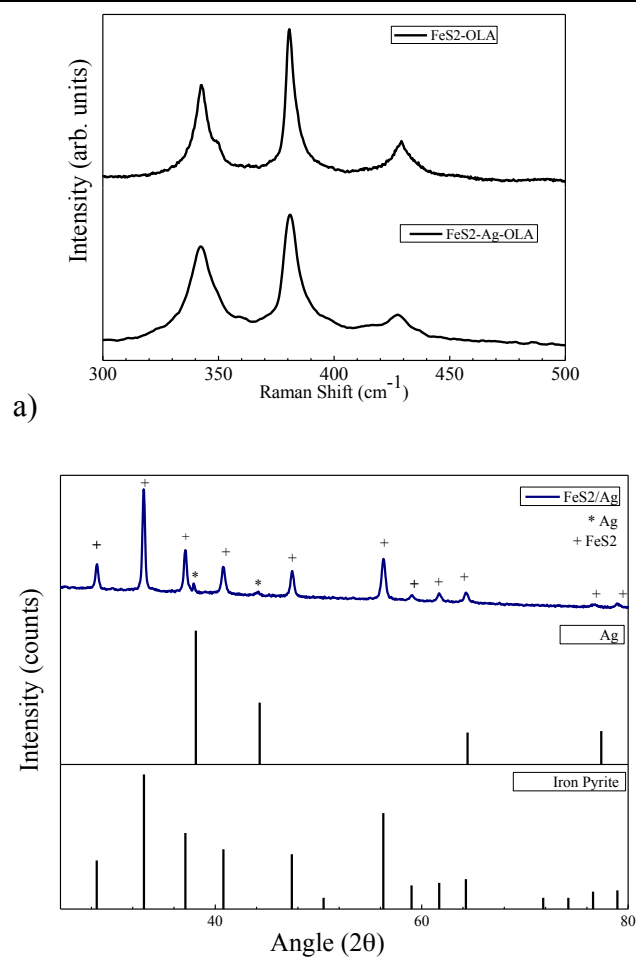 FeS2-OLA
Intensity (arb. units)
FeS2-Ag-OLA
300 350 400 450 500
Raman Shift (cm⁻¹)
a)
+ + + + + + + + + + + +
* *
FeS2/Ag
* Ag
+ FeS2
Ag
Intensity (counts)
Iron Pyrite
40 60 80
Angle (2θ)